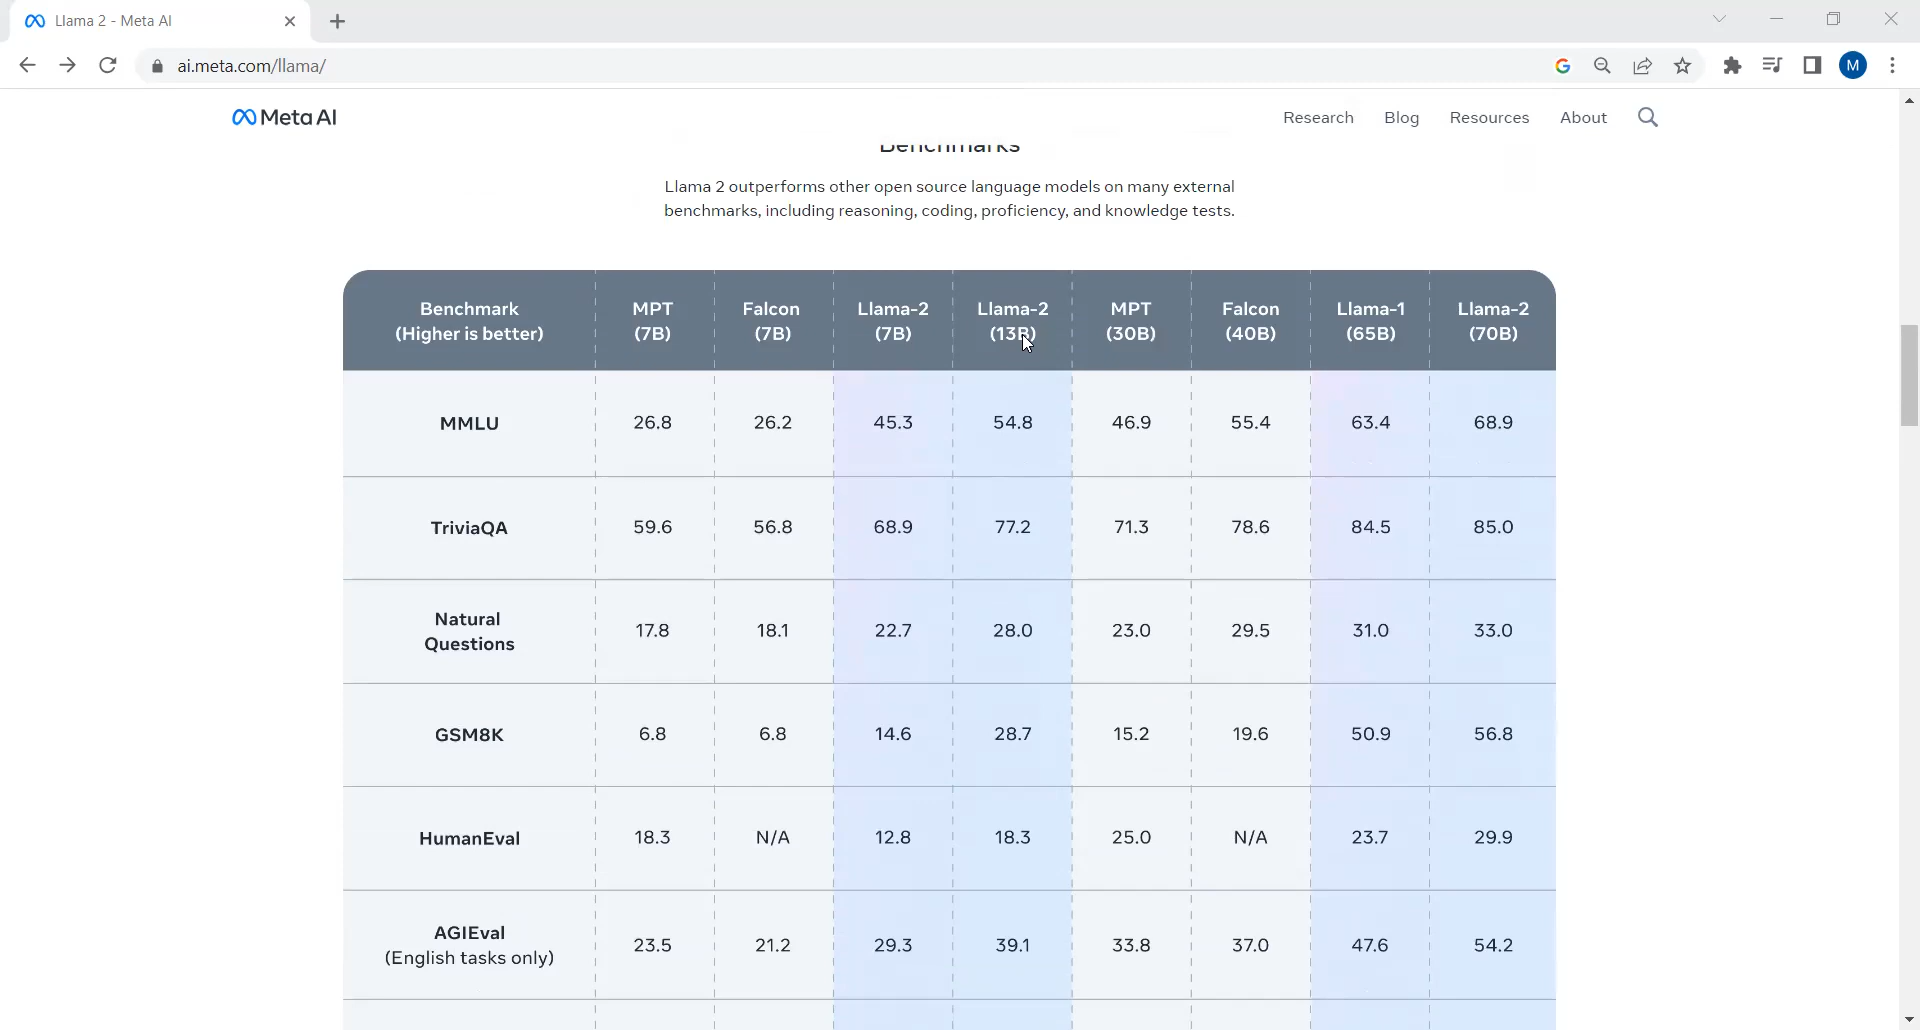 Llama 2 - Meta AI
ai.meta.com/llama/
M
Meta AI
Research Blog Resources About
Benchmarks
Llama 2 outperforms other open source language models on many external
benchmarks, including reasoning, coding, proficiency, and knowledge tests.
Benchmark MPT Falcon Llama-2 Llama-2 MPT Falcon Llama-1 Llama-2
(Higher is better) (7B) (7B) (7B) (13B) (30B) (40B) (65B) (70B)
MMLU 26.8 26.2 45.3 54.8 46.9 55.4 63.4 68.9
TriviaQA 59.6 56.8 68.9 77.2 71.3 78.6 84.5 85.0
Natural
Questions 17.8 18.1 22.7 28.0 23.0 29.5 31.0 33.0
GSM8K 6.8 6.8 14.6 28.7 15.2 19.6 50.9 56.8
HumanEval 18.3 N/A 12.8 18.3 25.0 N/A 23.7 29.9
AGIEval
(English tasks only) 23.5 21.2 29.3 39.1 33.8 37.0 47.6 54.2